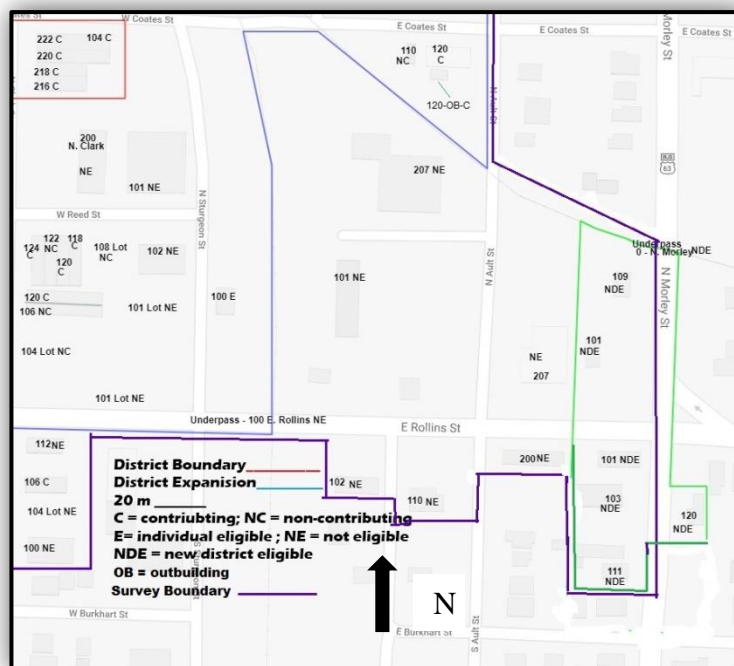 W Coates St
E Coates St
E Coates St
E Coates St
Morley St
222 C
104 C
220 C
218 C
216 C
110
NC
120
C
120-OB-C
N Ault St
200
N. Clark
NE
101 NE
207 NE
63
W Reed St
N Sturgeon St
124
C
122
NC
118
C
120
C
108 Lot
NC
102 NE
Underpass
0 - N. Morley
NDE
120 C
106 NC
101 Lot NE
100 E
101 NE
N Ault St
109
NDE
N Morley St
104 Lot NC
101
NDE
NE
207
101 Lot NE
Underpass - 100 E. Rollins NE
E Rollins St
112NE
District Boundary
200NE
101 NDE
106 C
District Expanision
102 NE
20 m
103
NDE
104 Lot NE
C = contriubting; NC = non-contributing
110 NE
120
NDE
E= individual eligible ; NE = not eligible
100 NE
NDE = new district eligible
OB = outbuilding
111
NDE
Survey Boundary
N
W Burkhart St
E Burkhart St
S Ault St